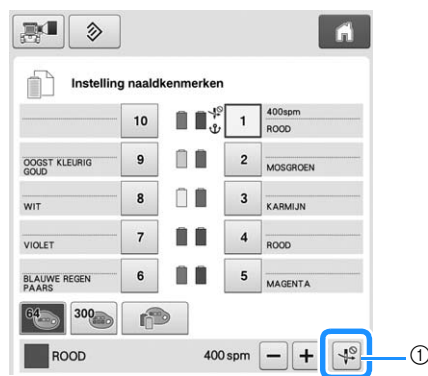 Instelling naaldkenmerken
10
1
400spm
ROOD
OOGST KLEURIG
GOUD
9
2
MOSGROEN
WIT
8
3
KARMIJN
VIOLET
7
4
ROOD
BLAUWE REGEN
PAARS
6
5
MAGENTA
64
300
ROOD
400 spm
①